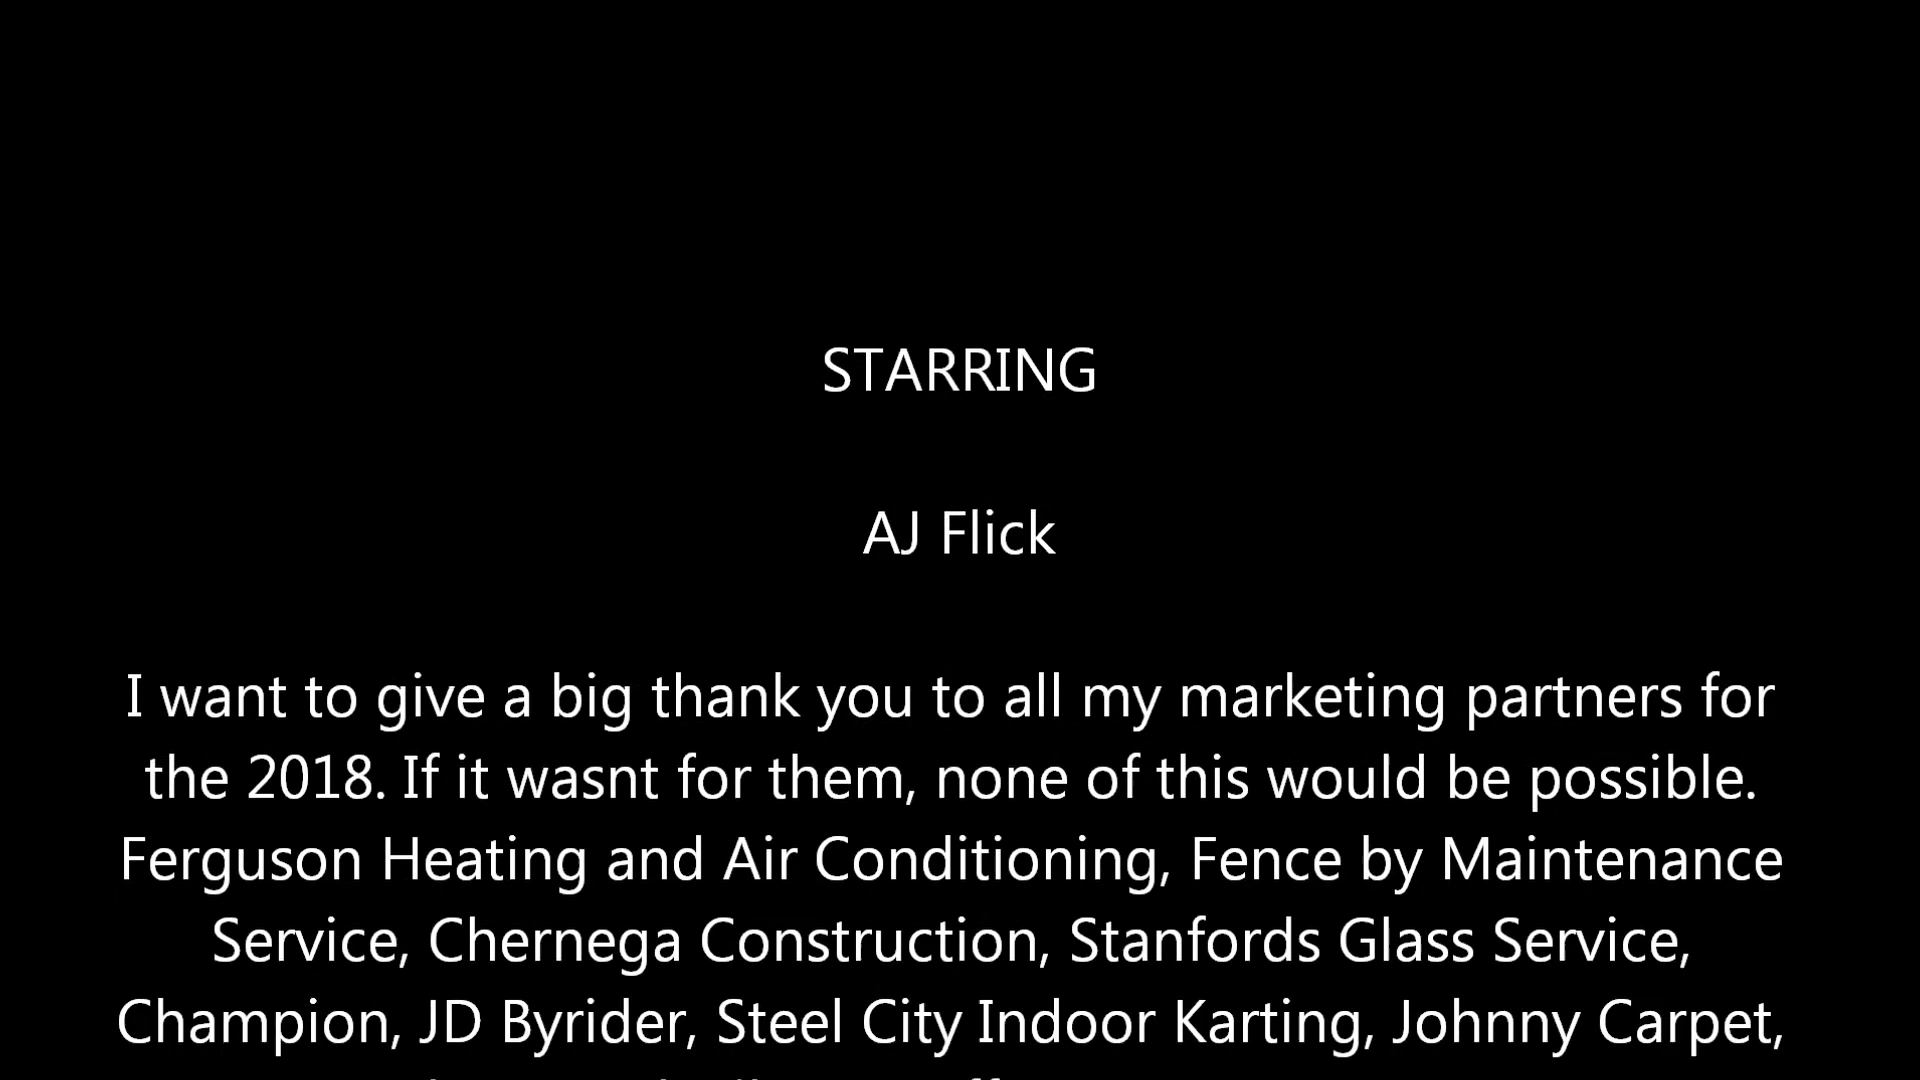 STARRING
AJ Flick
I want to give a big thank you to all my marketing partners for
the 2018. If it wasnt for them, none of this would be possible.
Ferguson Heating and Air Conditioning, Fence by Maintenance
Service, Chernega Construction, Stanfords Glass Service,
Champion, JD Byrider, Steel City Indoor Karting, Johnny Carpet,